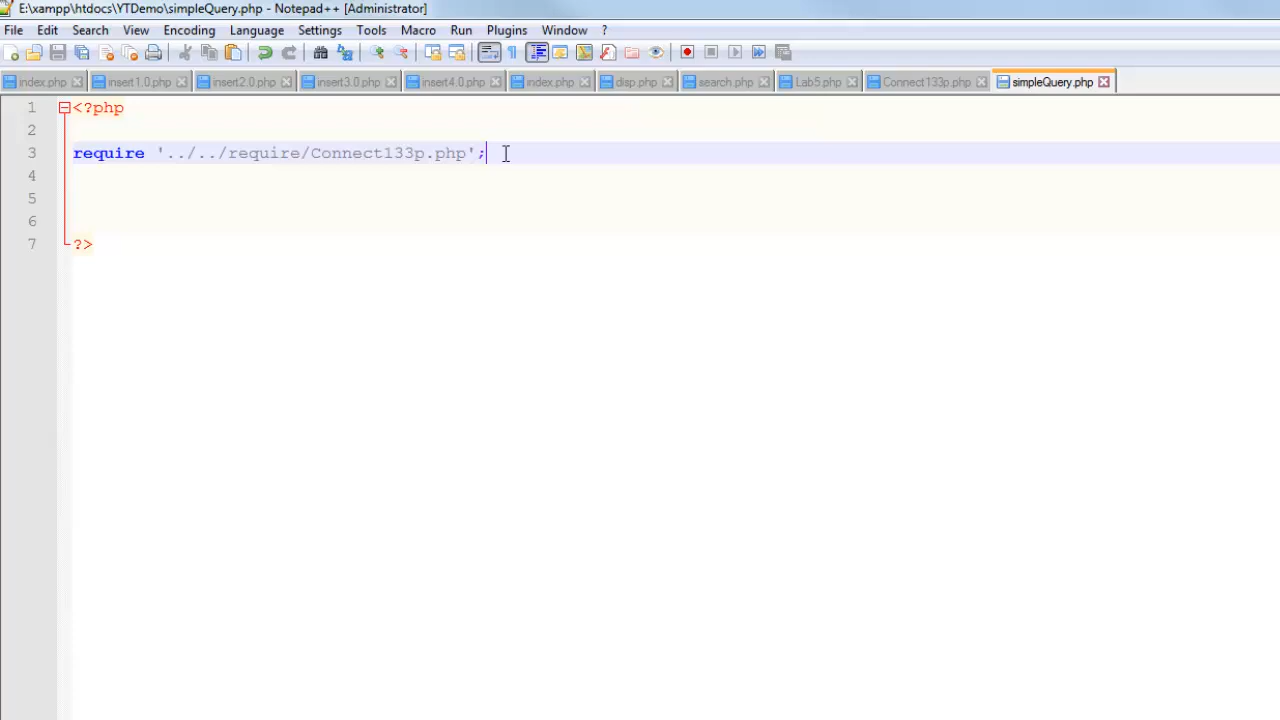 E:\xampp\htdocs\YTDemo\simpleQuery.php - Notepad++ [Administrator]
File Edit Search View Encoding Language Settings Tools Macro Run Plugins Window ?
index.php insert1.0.php insert2.0.php insert3.0.php insert4.0.php index.php disp.php search.php Lab5.php Connect133p.php simpleQuery.php
1 <?php
2
3 require '../../require/Connect133p.php';
4
5
6
7 ?>